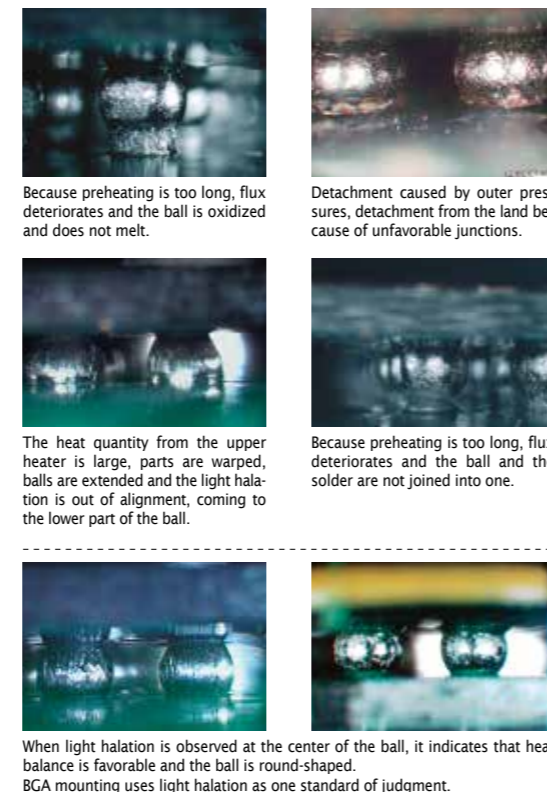 Because preheating is too long, flux
deteriorates and the ball is oxidized
and does not melt.
Detachment caused by outer pres-
sures, detachment from the land be-
cause of unfavorable junctions.
The heat quantity from the upper
heater is large, parts are warped,
balls are extended and the light hala-
tion is out of alignment, coming to
the lower part of the ball.
Because preheating is too long, flux
deteriorates and the ball and the
solder are not joined into one.
When light halation is observed at the center of the ball, it indicates that hea
balance is favorable and the ball is round-shaped.
BGA mounting uses light halation as one standard of judgment.